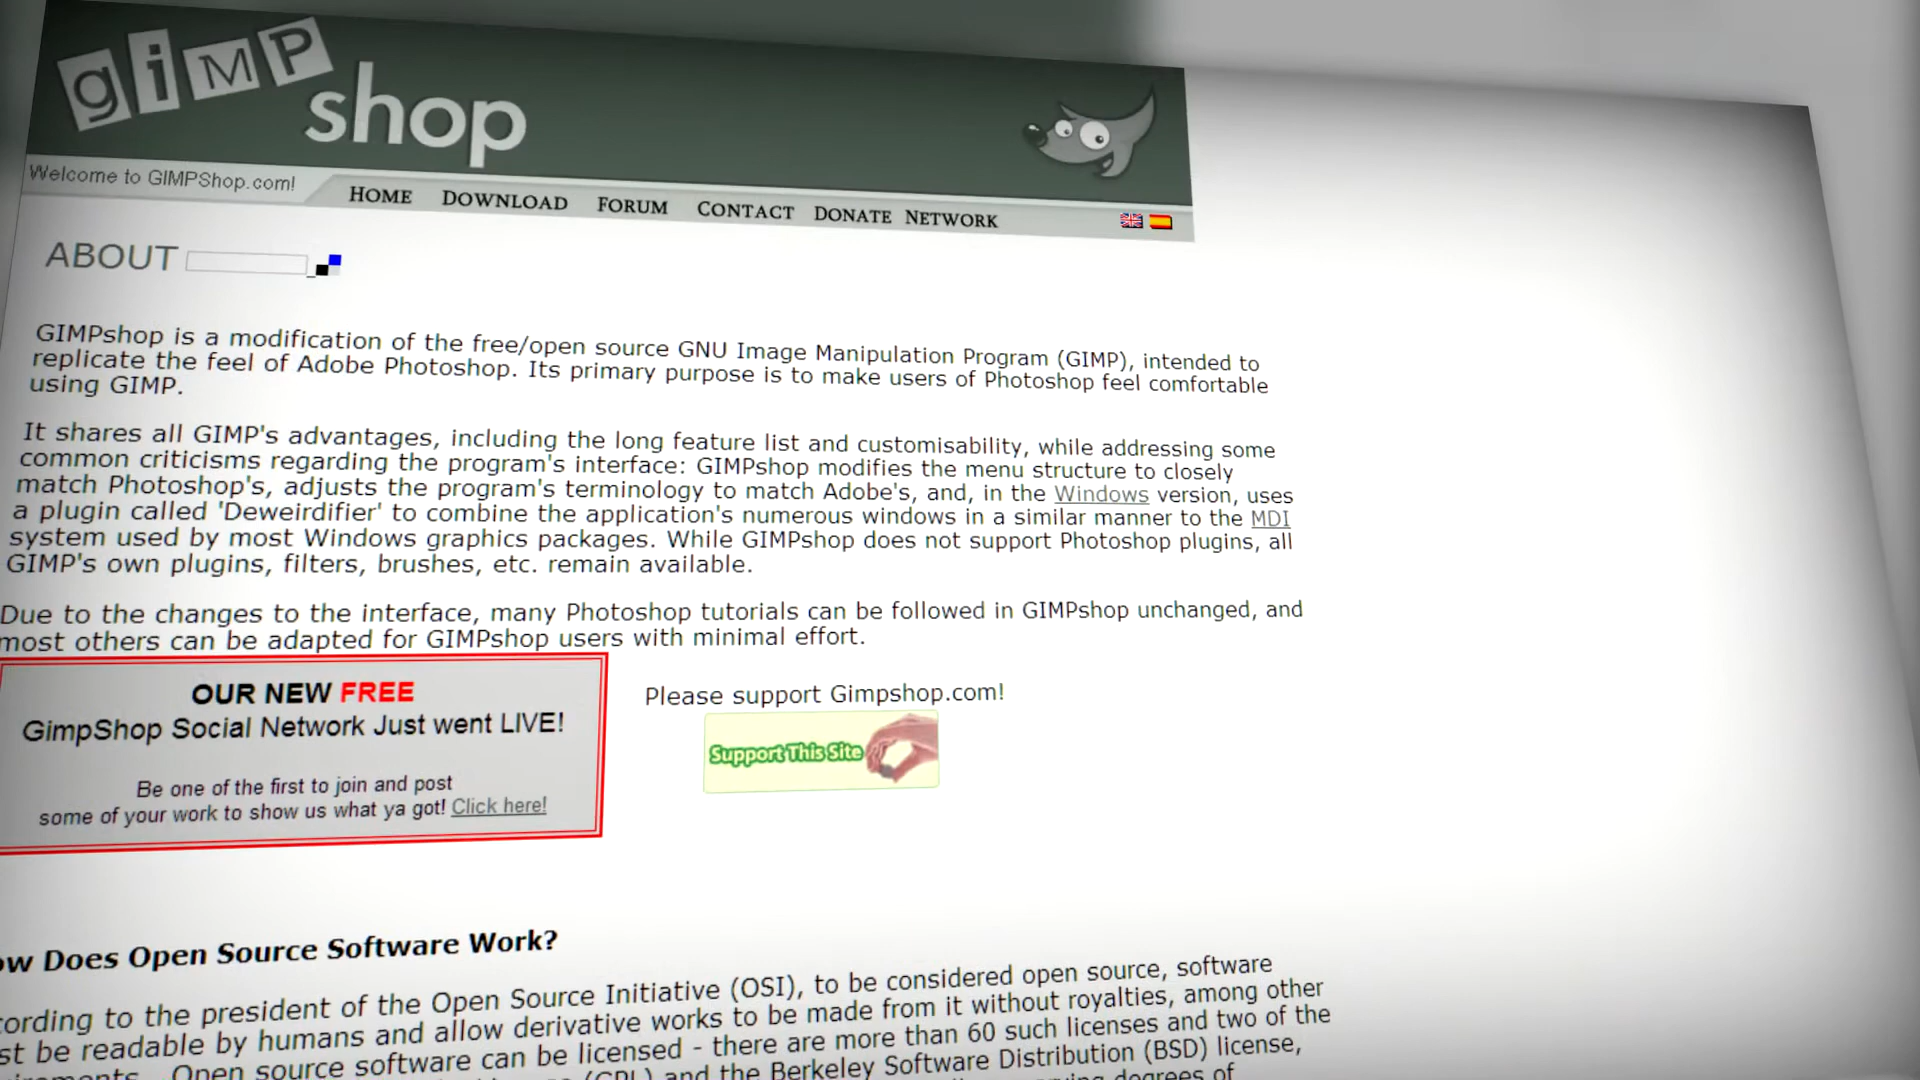 gimp
shop
Welcome to GIMPShop.com!
HOME DOWNLOAD FORUM CONTACT DONATE NETWORK
ABOUT
GIMPshop is a modification of the free/open source GNU Image Manipulation Program (GIMP), intended to
replicate the feel of Adobe Photoshop. Its primary purpose is to make users of Photoshop feel comfortable
using GIMP.
It shares all GIMP's advantages, including the long feature list and customisability, while addressing some
common criticisms regarding the program's interface: GIMPshop modifies the menu structure to closely
match Photoshop's, adjusts the program's terminology to match Adobe's, and, in the Windows version, uses
a plugin called 'Deweirdifier' to combine the application's numerous windows in a similar manner to the MDI
system used by most Windows graphics packages. While GIMPshop does not support Photoshop plugins, all
GIMP's own plugins, filters, brushes, etc. remain available.
Due to the changes to the interface, many Photoshop tutorials can be followed in GIMPshop unchanged, and
most others can be adapted for GIMPshop users with minimal effort.
OUR NEW FREE
GimpShop Social Network Just went LIVE!
Be one of the first to join and post
some of your work to show us what ya got! Click here!
Please support Gimpshop.com!
Support This Site
ow Does Open Source Software Work?
cording to the president of the Open Source Initiative (OSI), to be considered open source, software
st be readable by humans and allow derivative works to be made from it without royalties, among other
Open source software can be licensed - there are more than 60 such licenses and two of the
(GPL) and the Berkeley Software Distribution (BSD) license,
degrees of